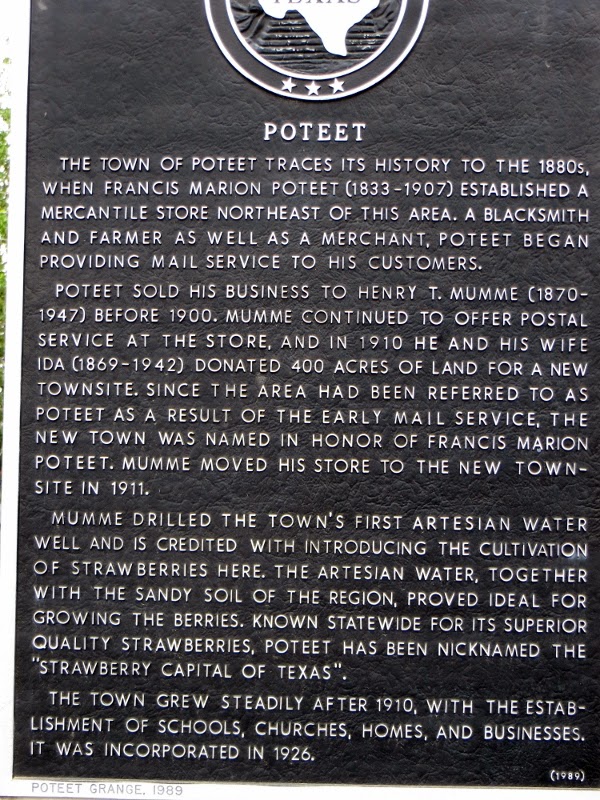 TEXAS
POTEET
THE TOWN OF POTEET TRACES ITS HISTORY TO THE 1880s,
WHEN FRANCIS MARION POTEET (1833-1907) ESTABLISHED A
MERCANTILE STORE NORTHEAST OF THIS AREA. A BLACKSMITH
AND FARMER AS WELL AS A MERCHANT, POTEET BEGAN
PROVIDING MAIL SERVICE TO HIS CUSTOMERS.
POTEET SOLD HIS BUSINESS TO HENRY T. MUMME (1870-
1947) BEFORE 1900. MUMME CONTINUED TO OFFER POSTAL
SERVICE AT THE STORE, AND IN 1910 HE AND HIS WIFE
IDA (1869-1942) DONATED 400 ACRES OF LAND FOR A NEW
TOWNSITE. SINCE THE AREA HAD BEEN REFERRED TO AS
POTEET AS A RESULT OF THE EARLY MAIL SERVICE, THE
NEW TOWN WAS NAMED IN HONOR OF FRANCIS MARION
POTEET. MUMME MOVED HIS STORE TO THE NEW TOWN-
SITE IN 1911.
MUMME DRILLED THE TOWN'S FIRST ARTESIAN WATER
WELL AND IS CREDITED WITH INTRODUCING THE CULTIVATION
OF STRAWBERRIES HERE. THE ARTESIAN WATER, TOGETHER
WITH THE SANDY SOIL OF THE REGION, PROVED IDEAL FOR
GROWING THE BERRIES. KNOWN STATEWIDE FOR ITS SUPERIOR
QUALITY STRAWBERRIES, POTEET HAS BEEN NICKNAMED THE
"STRAWBERRY CAPITAL OF TEXAS".
THE TOWN GREW STEADILY AFTER 1910, WITH THE ESTAB-
LISHMENT OF SCHOOLS, CHURCHES, HOMES, AND BUSINESSES.
IT WAS INCORPORATED IN 1926.
(1989)
POTEET GRANGE, 1989